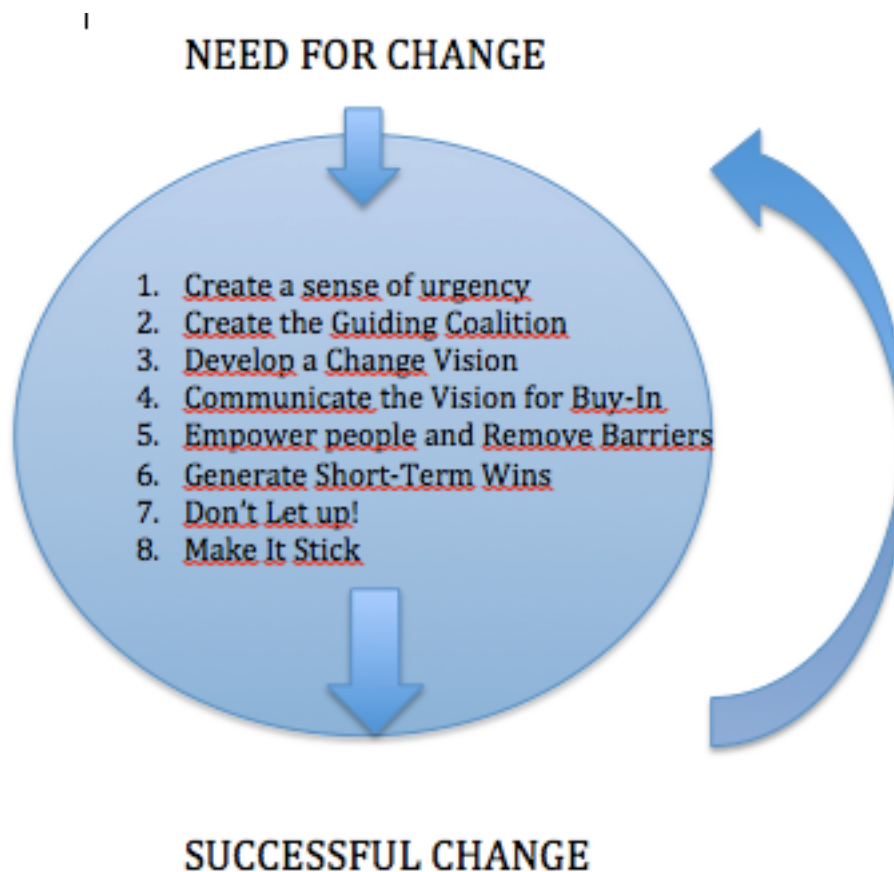 NEED FOR CHANGE
1. Create a sense of urgency
2. Create the Guiding Coalition
3. Develop a Change Vision
4. Communicate the Vision for Buy-In
5. Empower people and Remove Barriers
6. Generate Short-Term Wins
7. Don't Let up!
8. Make It Stick
SUCCESSFUL CHANGE